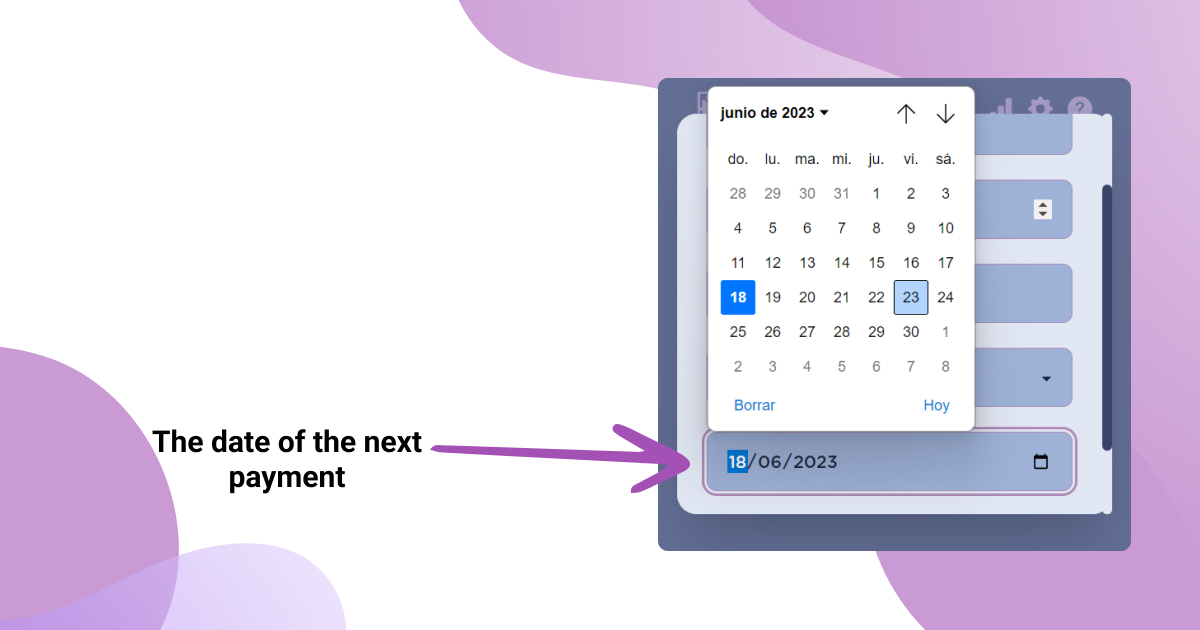 junio de 2023
do. lu. ma. mi. ju. vi. sá.
28 29 30 31 1 2 3
4 5 6 7 8 9 10
11 12 13 14 15 16 17
18 19 20 21 22 23 24
25 26 27 28 29 30 1
2 3 4 5 6 7 8
Borrar Hoy
The date of the next
payment
18/06/2023